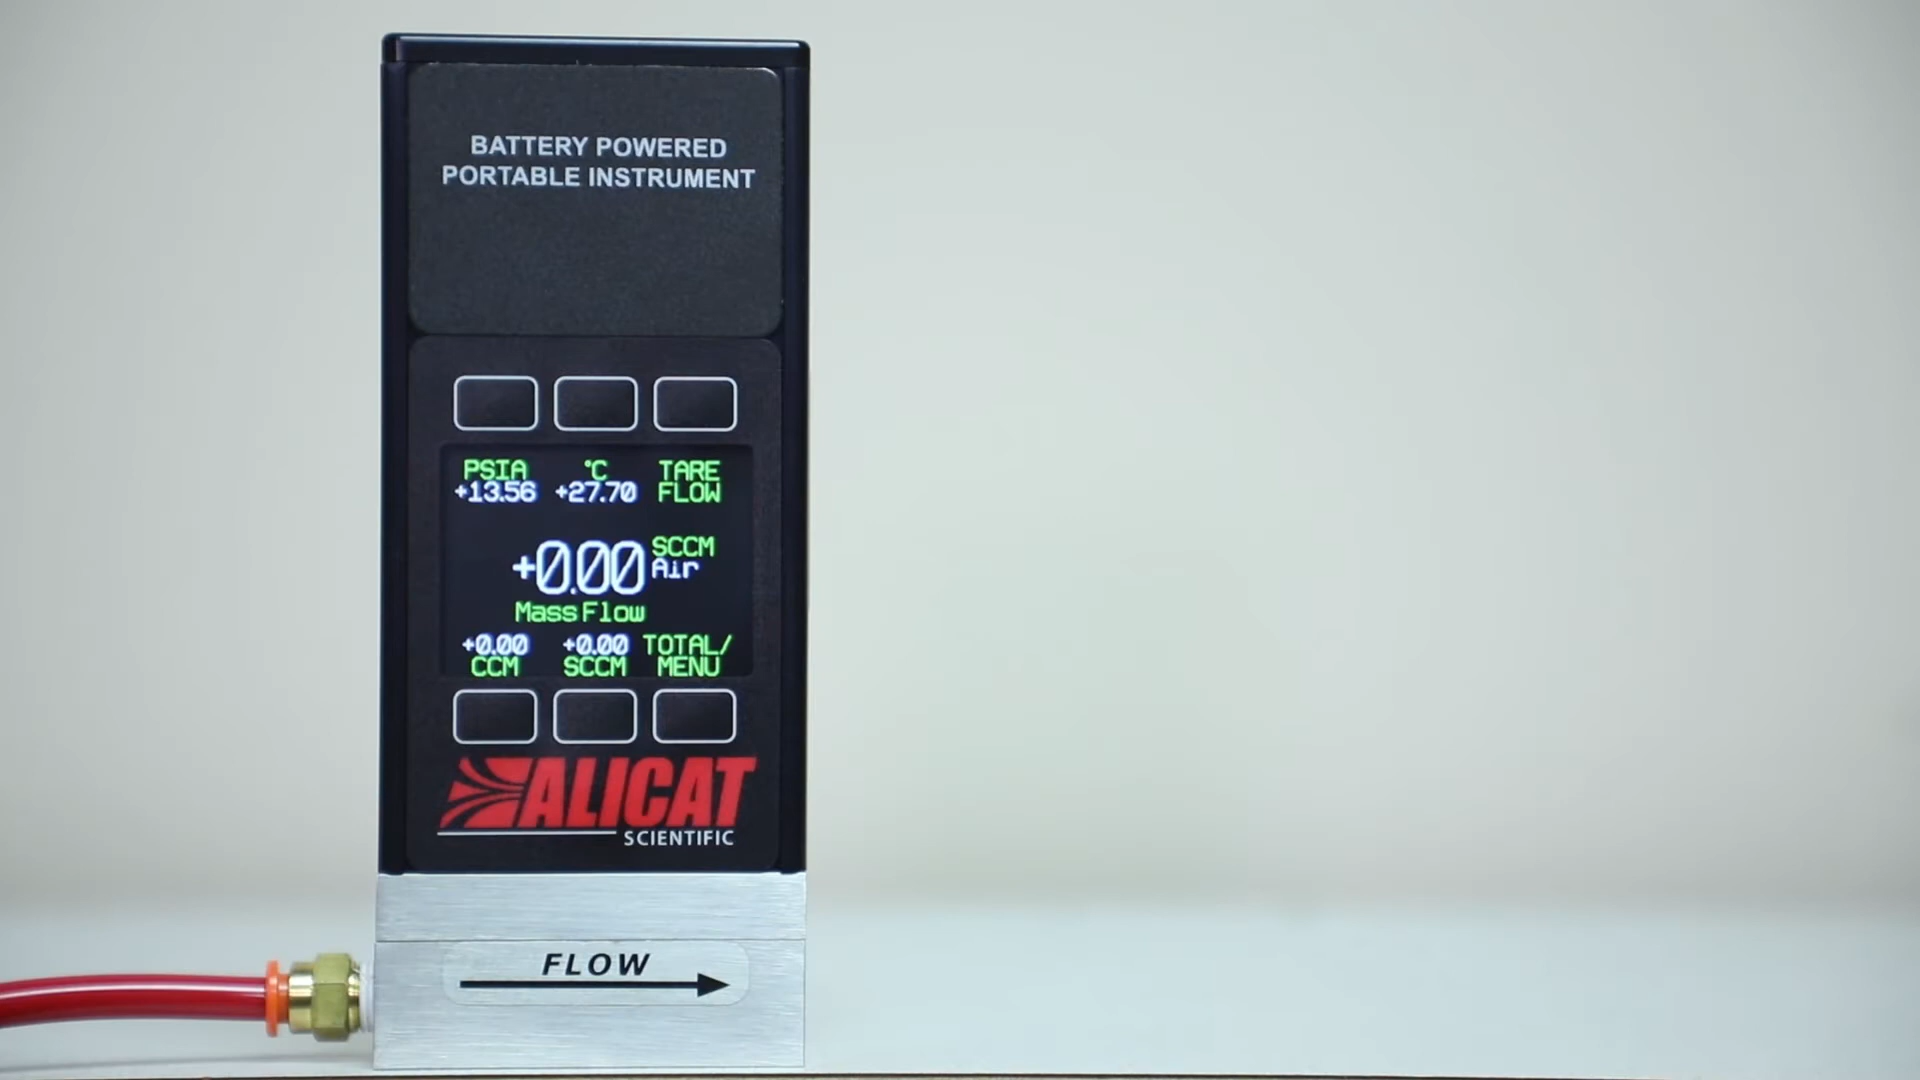 BATTERY POWERED
PORTABLE INSTRUMENT
PSIA °C TARE
+13.56 +27.70 FLOW
+0.00 SCCM
Air
Mass Flow
+0.00 +0.00 TOTAL/
CCM SCCM MENU
ALICAT
SCIENTIFIC
FLOW